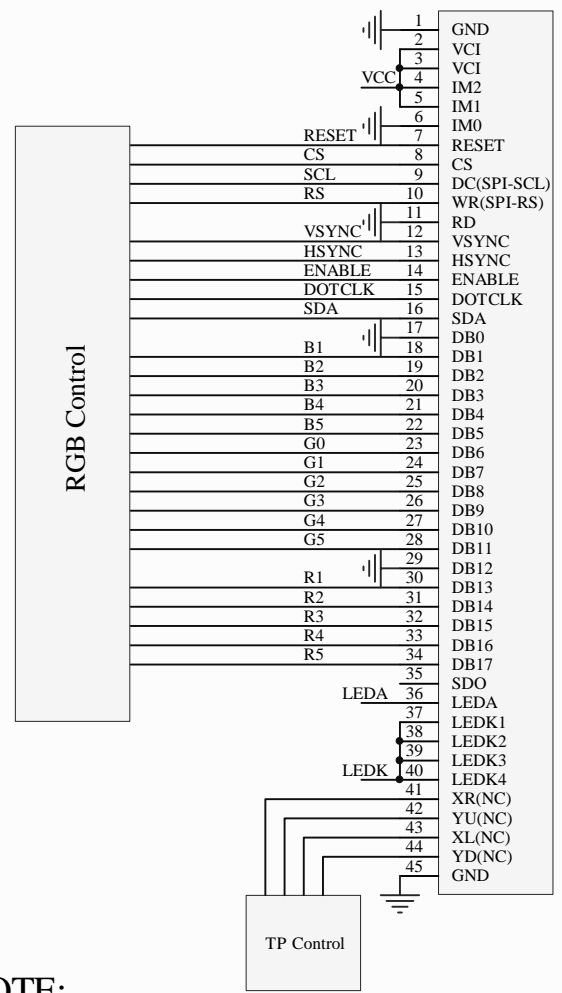 1 GND
2 VCI
3 VCI
VCC 4 IM2
5 IM1
6 IM0
RESET 7 RESET
CS 8 CS
SCL 9 DC(SPI-SCL)
RS 10 WR(SPI-RS)
11 RD
VSYNC 12 VSYNC
HSYNC 13 HSYNC
ENABLE 14 ENABLE
DOTCLK 15 DOTCLK
SDA 16 SDA
17 DB0
B1 18 DB1
B2 19 DB2
B3 20 DB3
B4 21 DB4
B5 22 DB5
G0 23 DB6
G1 24 DB7
G2 25 DB8
G3 26 DB9
G4 27 DB10
G5 28 DB11
29 DB12
R1 30 DB13
R2 31 DB14
R3 32 DB15
R4 33 DB16
R5 34 DB17
35 SDO
LEDA 36 LEDA
37 LEDK1
38 LEDK2
39 LEDK3
LEDK 40 LEDK4
41 XR(NC)
42 YU(NC)
43 XL(NC)
44 YD(NC)
45 GND
RGB Control
TP Control